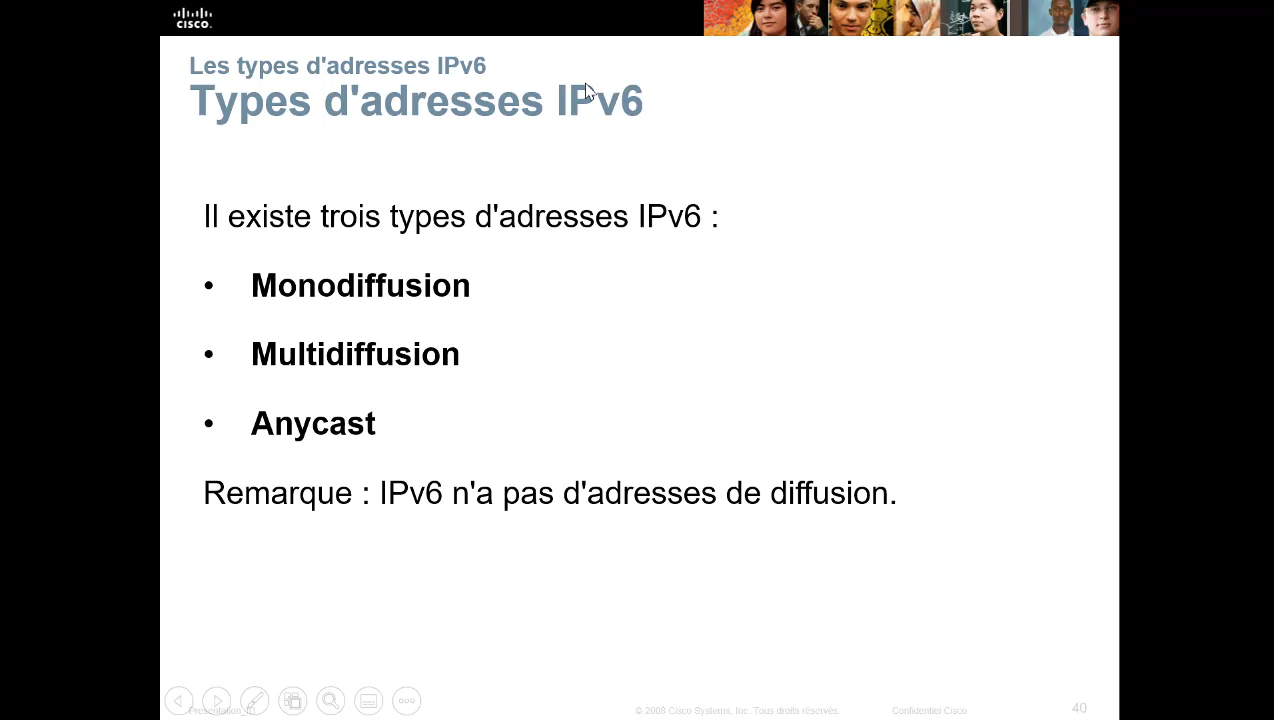 CISCO
Les types d'adresses IPv6
Types d'adresses IPv6
Il existe trois types d'adresses IPv6 :
• Monodiffusion
• Multidiffusion
• Anycast
Remarque : IPv6 n'a pas d'adresses de diffusion.
Presentation_ID
© 2008 Cisco Systems, Inc. Tous droits réservés.
Confidentiel Cisco
40